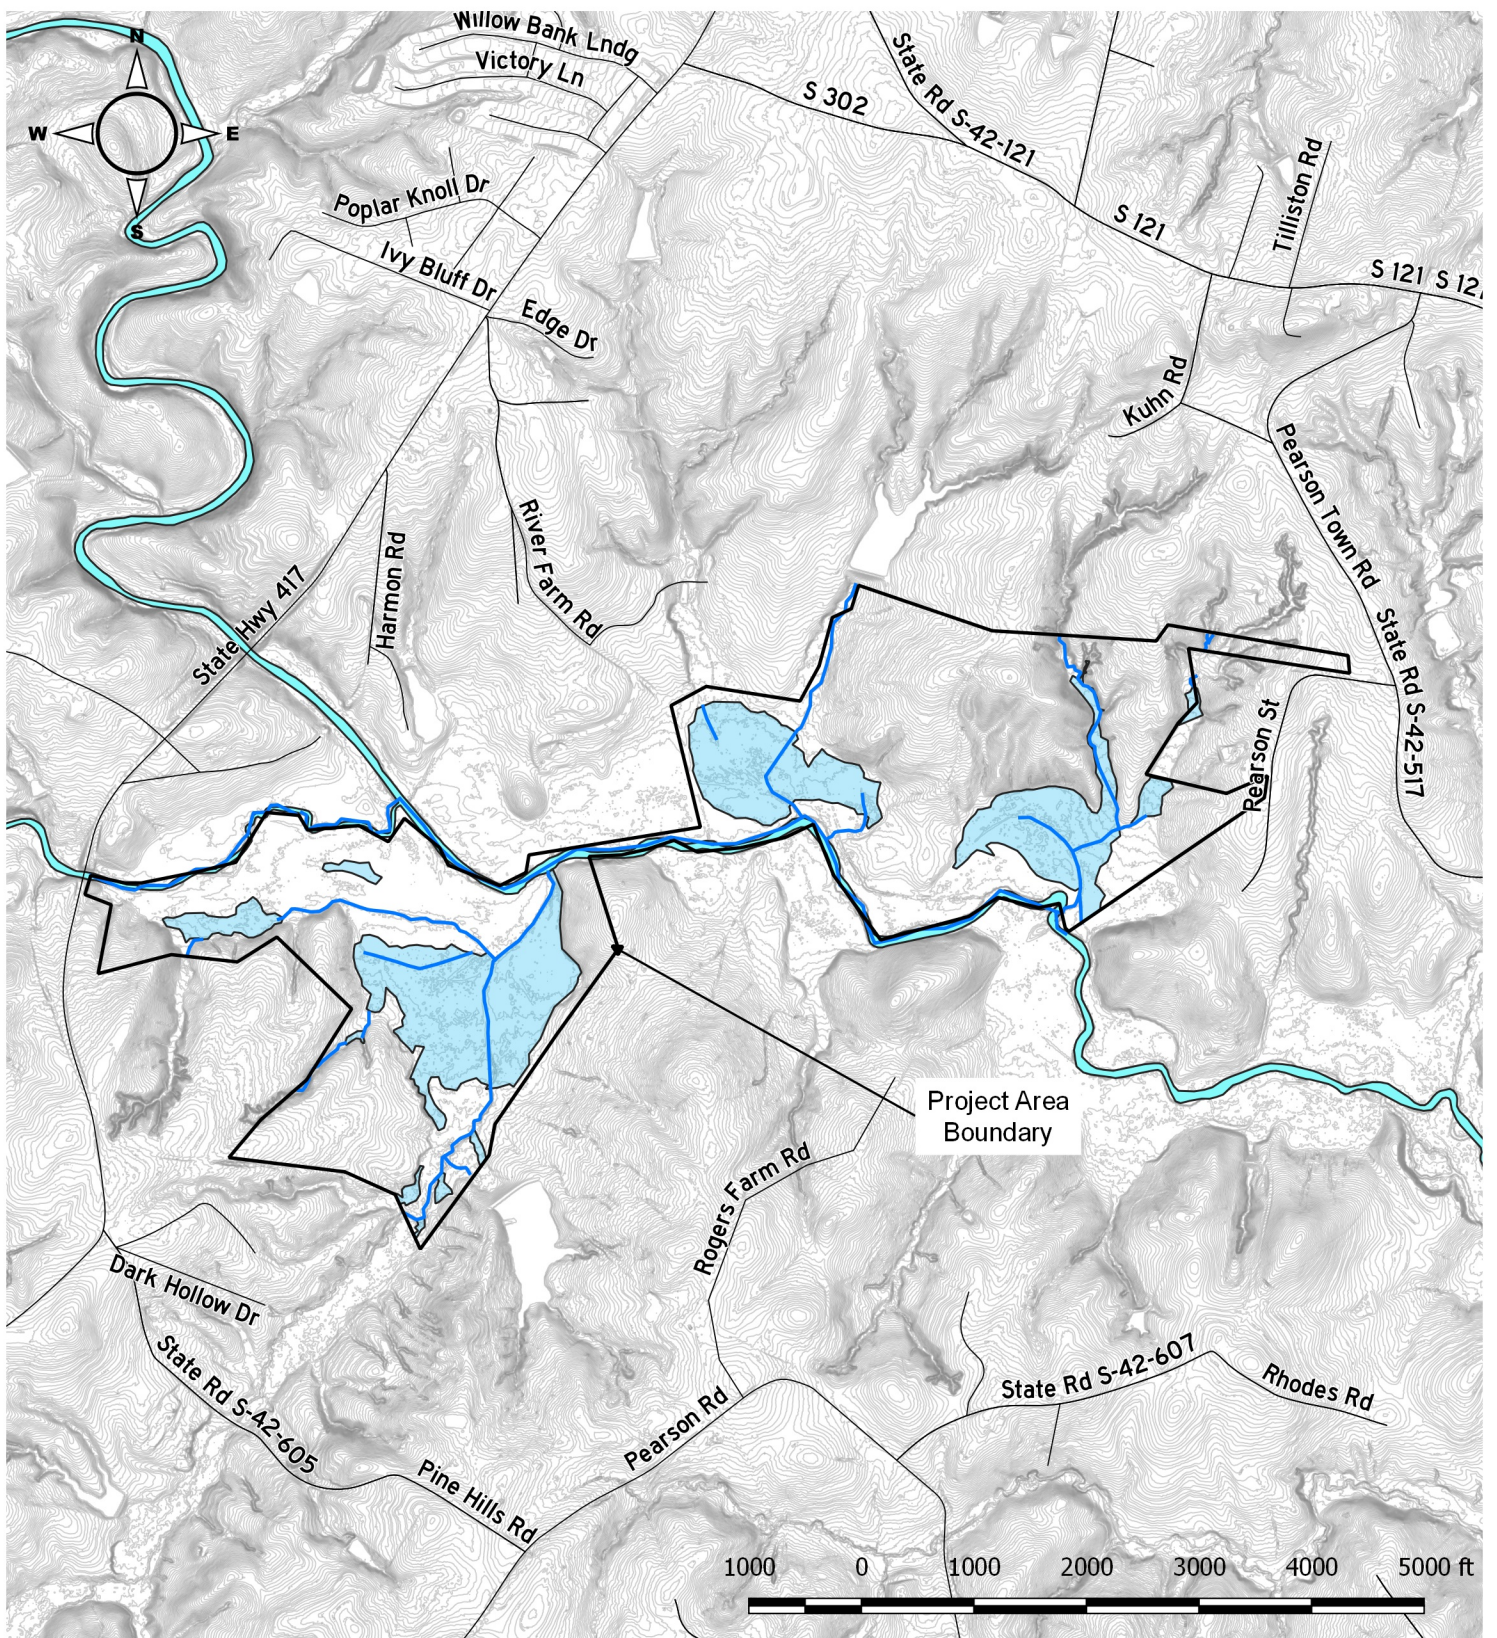 Willow Bank Lndg
Victory Ln
S 302
State Rd S-42-121
N
W
E
S
Poplar Knoll Dr
Tilliston Rd
S 121
Ivy Bluff Dr
S 121
S 121
Edge Dr
Kuhn Rd
Pearson Town Rd
River Farm Rd
Harmon Rd
State Hwy 417
State Rd S-42-517
Pearson St
Project Area
Boundary
Rogers Farm Rd
Dark Hollow Dr
State Rd S-42-605
State Rd S-42-607
Rhodes Rd
Pearson Rd
Pine Hills Rd
1000 0 1000 2000 3000 4000 5000 ft